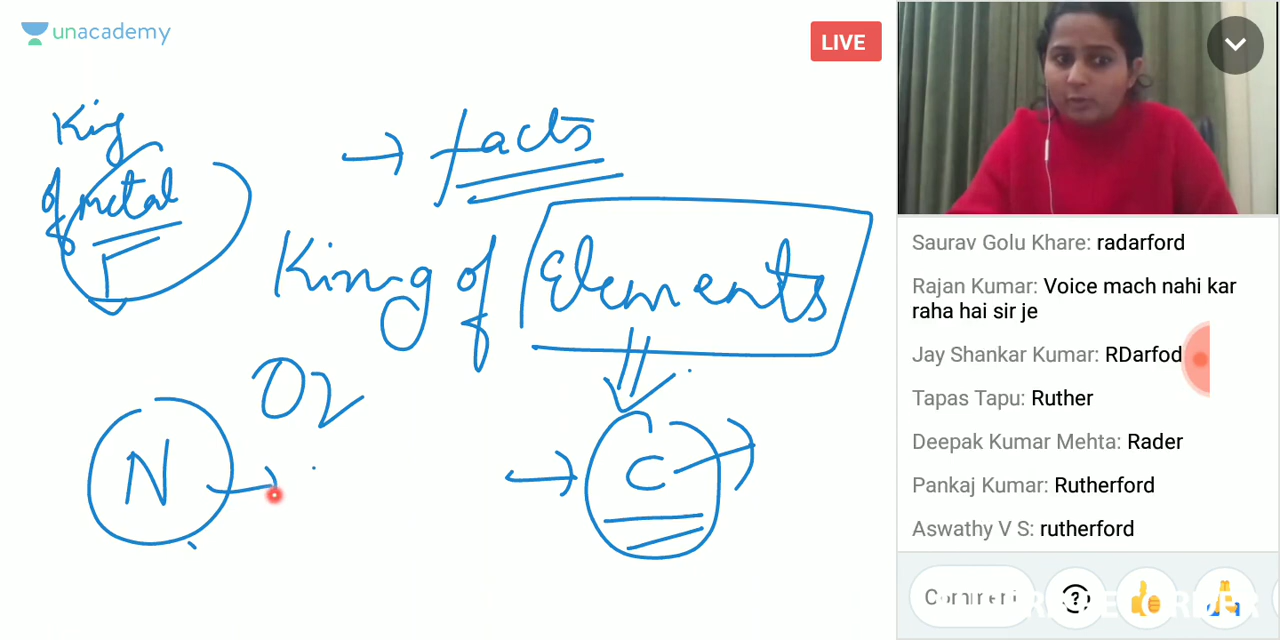 unacademy
LIVE
King
of metal
→ facts
King of Elements
O2
N
C
Saurav Golu Khare: radarford
Rajan Kumar: Voice mach nahi kar
raha hai sir je
Jay Shankar Kumar: RDarfod
Tapas Tapu: Ruther
Deepak Kumar Mehta: Rader
Pankaj Kumar: Rutherford
Aswathy V S: rutherford